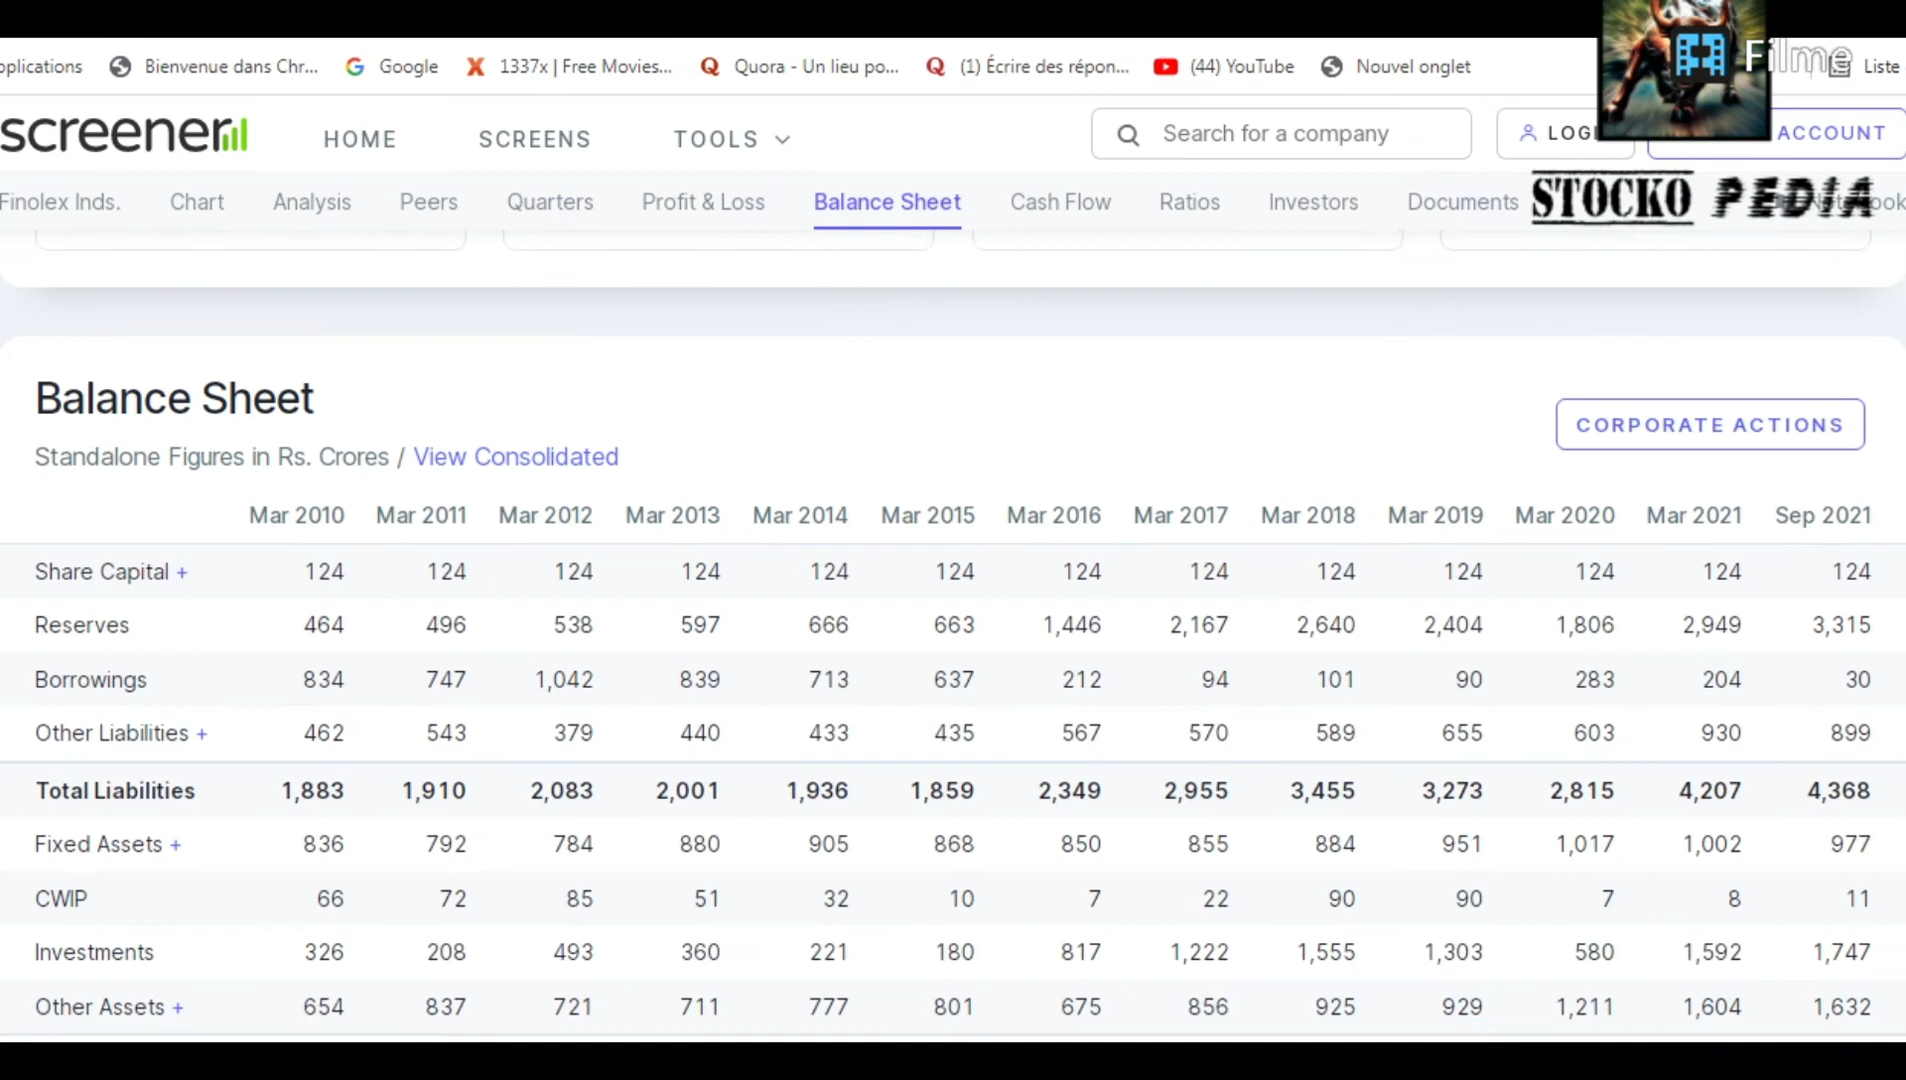 pplications Bienvenue dans Chr... Google 1337x | Free Movies... Quora - Un lieu po... (1) Écrire des répon... (44) YouTube Nouvel onglet Filme Liste
screener HOME SCREENS TOOLS Search for a company LOGI ACCOUNT
Finolex Inds. Chart Analysis Peers Quarters Profit & Loss Balance Sheet Cash Flow Ratios Investors Documents STOCKO PEDIA
Balance Sheet
CORPORATE ACTIONS
Standalone Figures in Rs. Crores / View Consolidated
Mar 2010 Mar 2011 Mar 2012 Mar 2013 Mar 2014 Mar 2015 Mar 2016 Mar 2017 Mar 2018 Mar 2019 Mar 2020 Mar 2021 Sep 2021
Share Capital + 124 124 124 124 124 124 124 124 124 124 124 124 124
Reserves 464 496 538 597 666 663 1,446 2,167 2,640 2,404 1,806 2,949 3,315
Borrowings 834 747 1,042 839 713 637 212 94 101 90 283 204 30
Other Liabilities + 462 543 379 440 433 435 567 570 589 655 603 930 899
Total Liabilities 1,883 1,910 2,083 2,001 1,936 1,859 2,349 2,955 3,455 3,273 2,815 4,207 4,368
Fixed Assets + 836 792 784 880 905 868 850 855 884 951 1,017 1,002 977
CWIP 66 72 85 51 32 10 7 22 90 90 7 8 11
Investments 326 208 493 360 221 180 817 1,222 1,555 1,303 580 1,592 1,747
Other Assets + 654 837 721 711 777 801 675 856 925 929 1,211 1,604 1,632